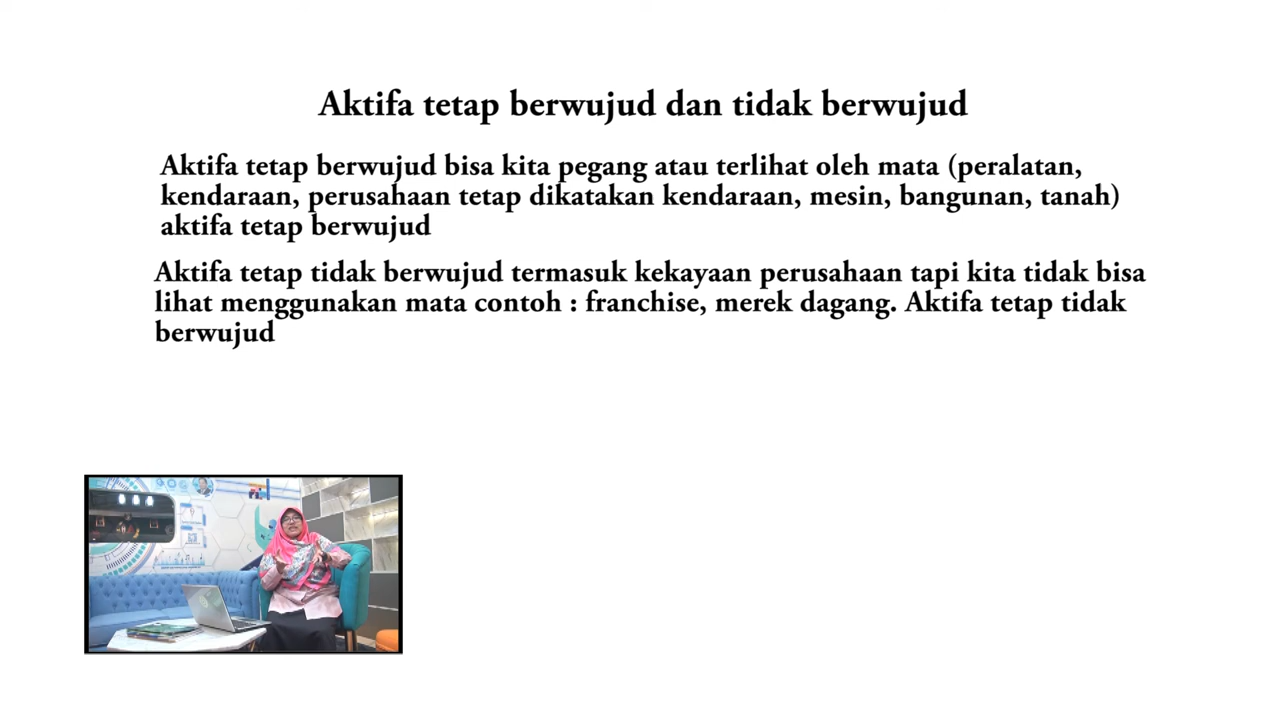 Aktifa tetap berwujud dan tidak berwujud
Aktifa tetap berwujud bisa kita pegang atau terlihat oleh mata (peralatan,
kendaraan, perusahaan tetap dikatakan kendaraan, mesin, bangunan, tanah)
aktifa tetap berwujud
Aktifa tetap tidak berwujud termasuk kekayaan perusahaan tapi kita tidak bisa
lihat menggunakan mata contoh : franchise, merek dagang. Aktifa tetap tidak
berwujud